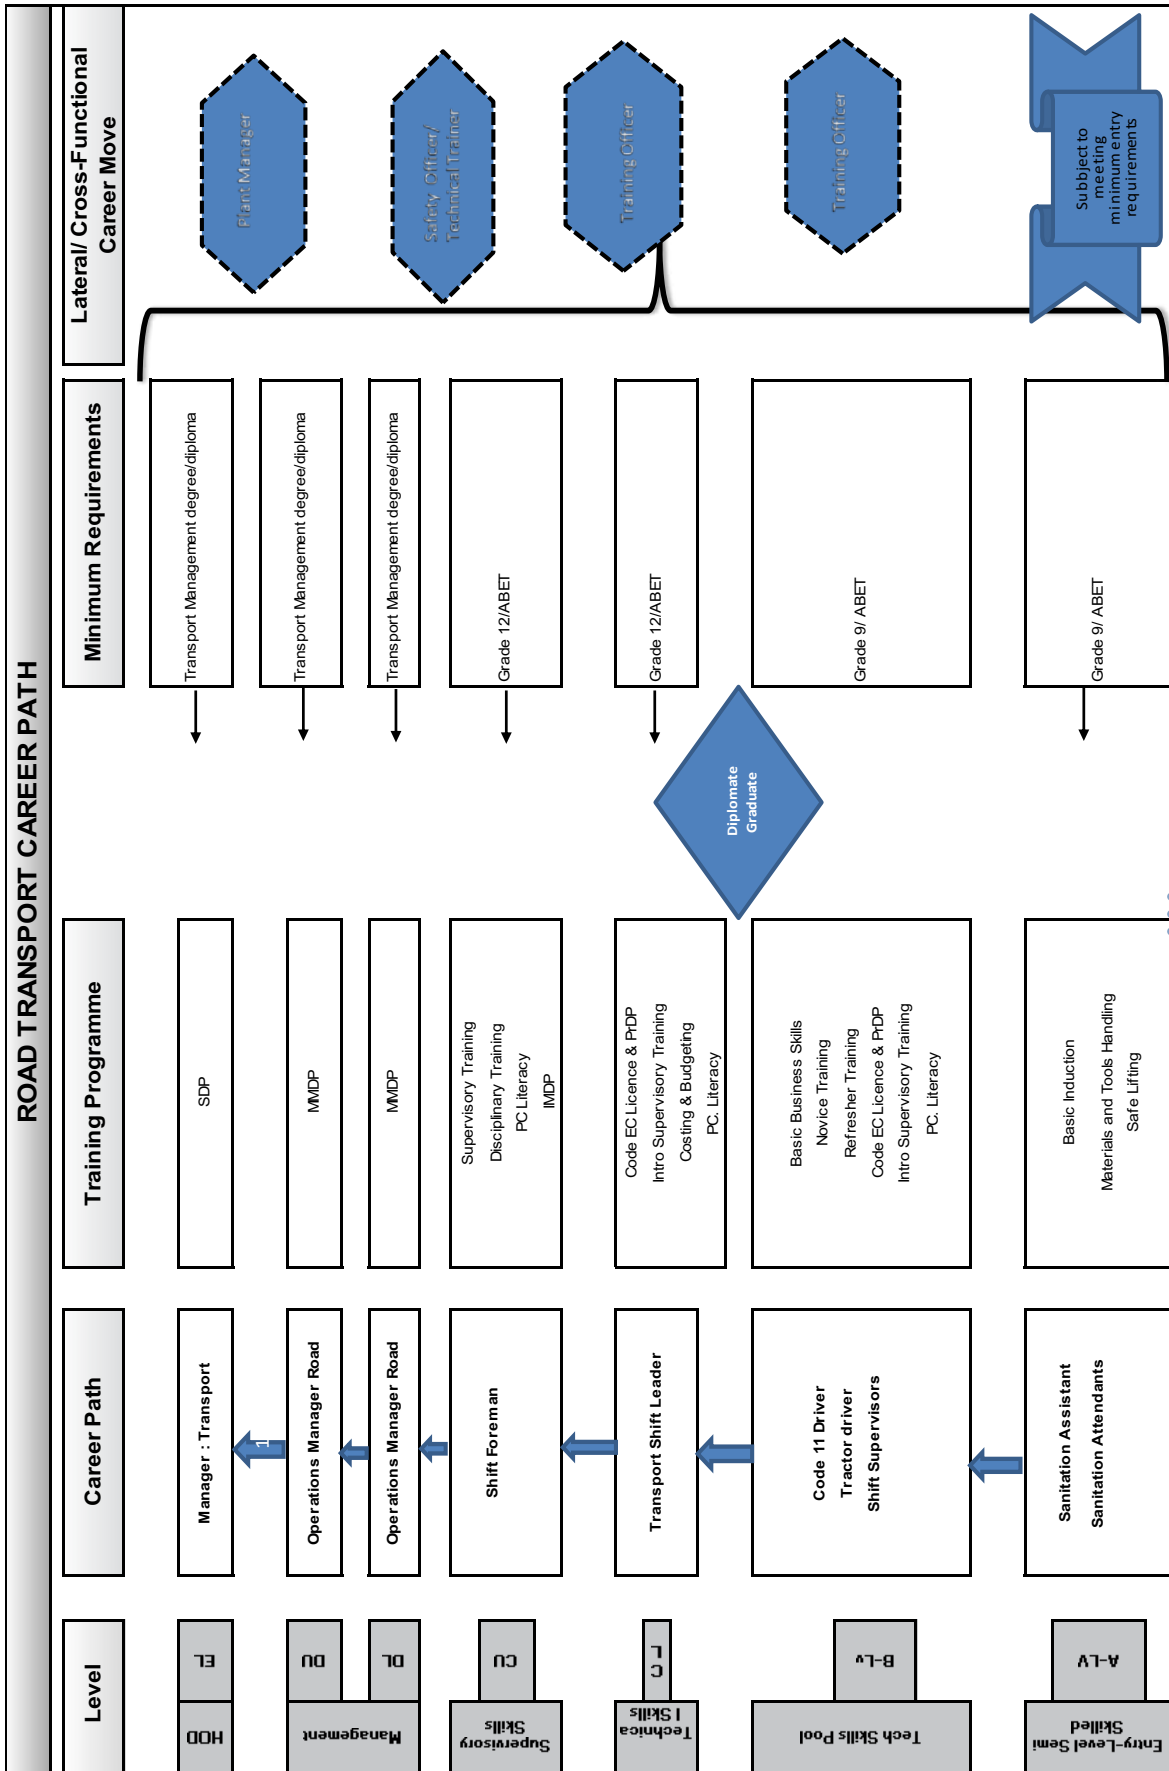 ROAD TRANSPORT CAREER PATH
Level
Career Path
Training Programme
Minimum Requirements
Lateral/ Cross-Functional
Career Move
HOD
EL
Manager : Transport
SDP
Transport Management degree/diploma
Plant Manager
1
Management
DU
Operations Manager Road
MMDP
Transport Management degree/diploma
DL
Operations Manager Road
MMDP
Transport Management degree/diploma
Safety Officer/
Technical Trainer
Supervisory
Skills
CU
Shift Foreman
Supervisory Training
Disciplinary Training
PC Literacy
IMDP
Grade 12/ABET
Technica
l Skills
C
L
Transport Shift Leader
Code EC Licence & PrDP
Intro Supervisory Training
Costing & Budgeting
PC. Literacy
Grade 12/ABET
Training Officer
Diplomate
Graduate
Tech Skills Pool
B-Lv
Code 11 Driver
Tractor driver
Shift Supervisors
Basic Business Skills
Novice Training
Refresher Training
Code EC Licence & PrDP
Intro Supervisory Training
PC. Literacy
Grade 9/ ABET
Training Officer
Entry-Level Semi
Skilled
A-LV
Sanitation Assistant
Sanitation Attendants
Basic Induction
Materials and Tools Handling
Safe Lifting
Grade 9/ ABET
Subbject to
meeting
minimum entry
requirements